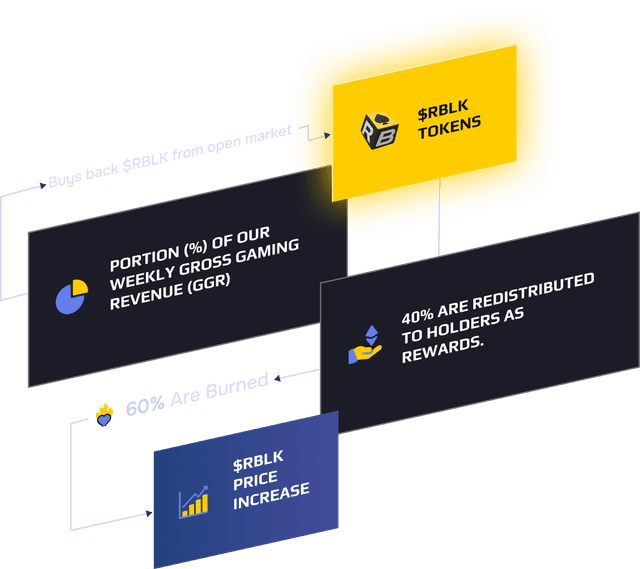 $RBLK
TOKENS
R B
Buys back $RBLK from open market
PORTION (%) OF OUR
WEEKLY GROSS GAMING
REVENUE (GGR)
40% ARE REDISTRIBUTED
TO HOLDERS AS
REWARDS.
60% Are Burned
$RBLK
PRICE
INCREASE